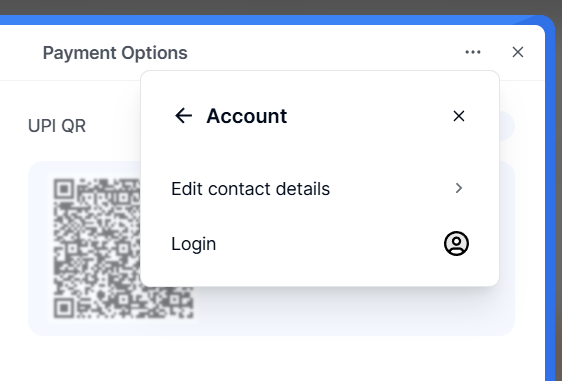 Payment Options
Account
UPI QR
Edit contact details
Login